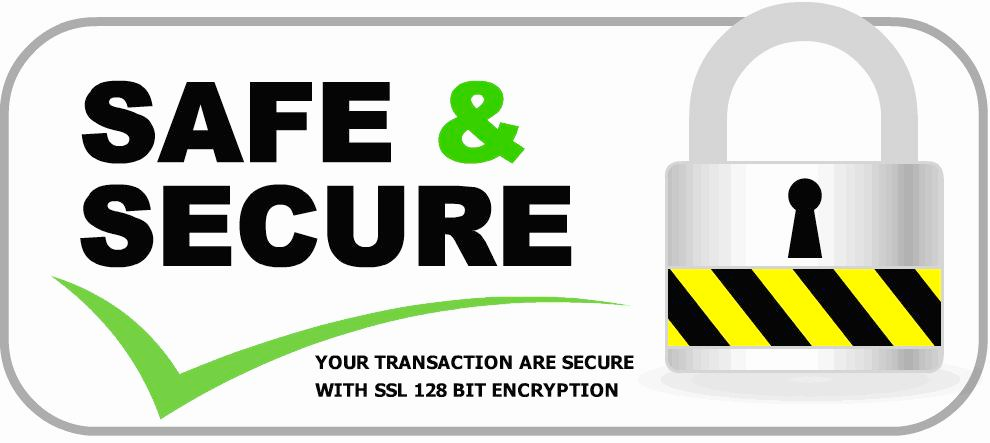 SAFE &
SECURE
YOUR TRANSACTION ARE SECURE
WITH SSL 128 BIT ENCRYPTION